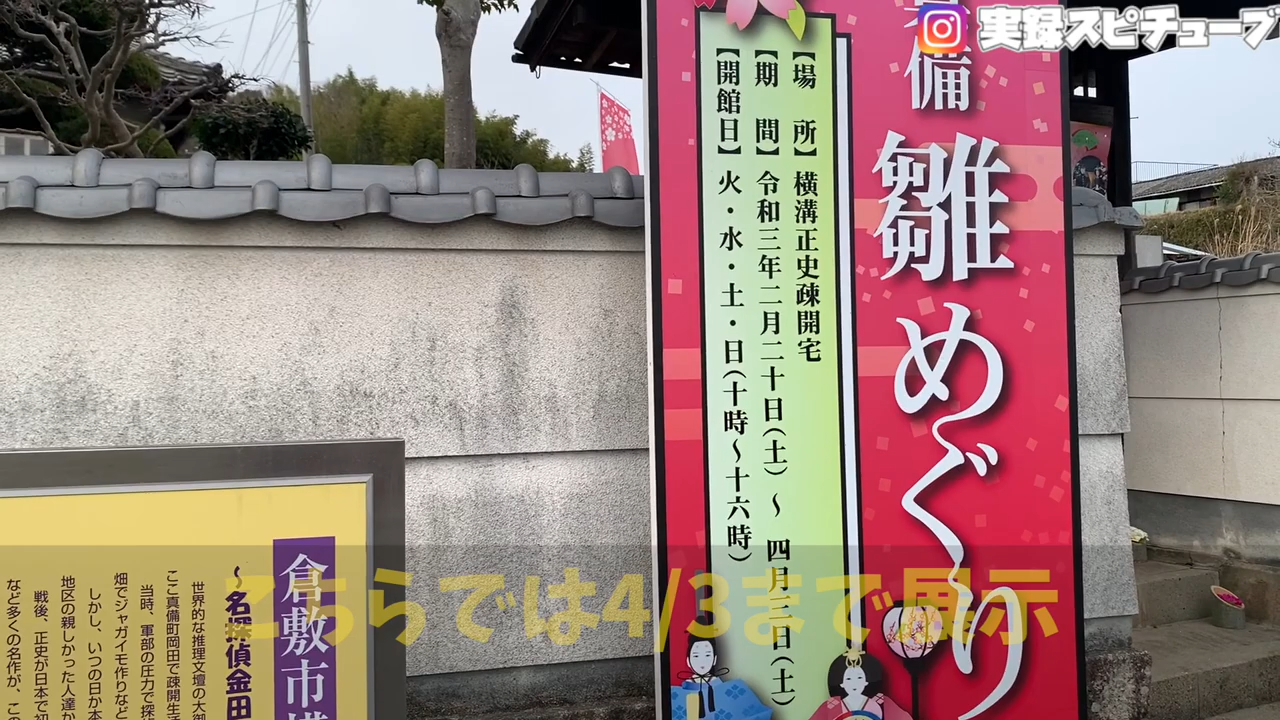 実録スピチューブ
備
雛めぐり
【場 所】横溝正史疎開宅
【期 間】令和三年二月二十日(土)～四月三日(土)
【開館日】火・水・土・日(十時～十六時)
倉敷市
～名探偵金田
世界的な推理文壇の大御
ここ真備町岡田で疎開生
当時、軍部の圧力で探
畑でジャガイモ作りなど
しかし、いつの日か本
地区の親しかった人達か
戦後、正史が日本で初
など多くの名作が、この
こちらでは4/3まで展示